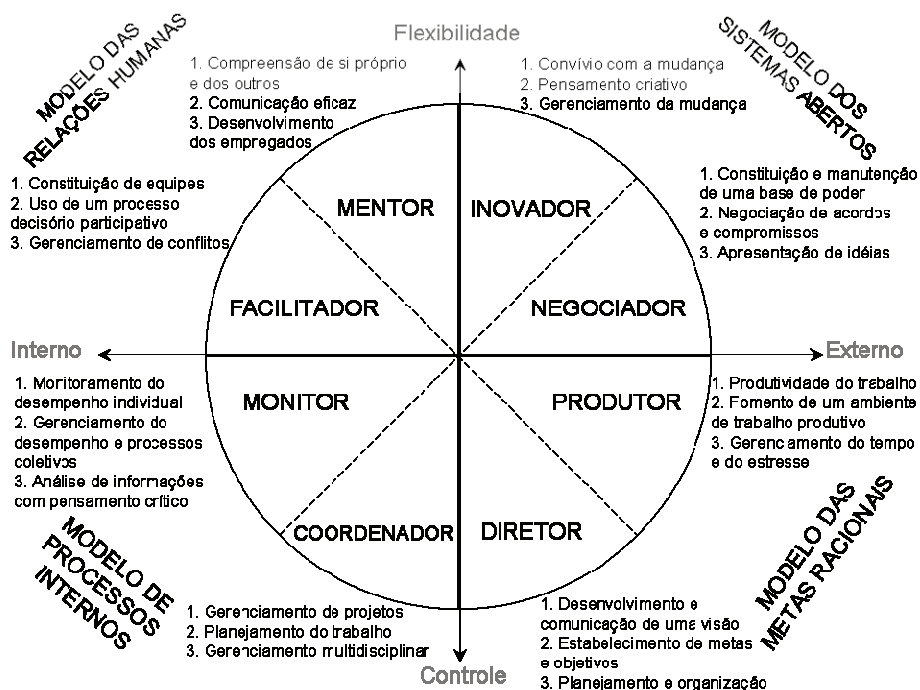 Flexibilidade
MODELO DAS
RELAÇÕES HUMANAS
1. Compreensão de si próprio
e dos outros
2. Comunicação eficaz
3. Desenvolvimento
dos empregados
1. Convívio com a mudança
2. Pensamento criativo
3. Gerenciamento da mudança
MODELO DOS
SISTEMAS ABERTOS
1. Constituição de equipes
2. Uso de um processo
decisório participativo
3. Gerenciamento de conflitos
MENTOR
INOVADOR
1. Constituição e manutenção
de uma base de poder
2. Negociação de acordos
e compromissos
3. Apresentação de idéias
FACILITADOR
NEGOCIADOR
Interno
Externo
1. Monitoramento do
desempenho individual
2. Gerenciamento do
desempenho e processos
coletivos
3. Análise de informações
com pensamento crítico
MONITOR
PRODUTOR
1. Produtividade do trabalho
2. Fomento de um ambiente
de trabalho produtivo
3. Gerenciamento do tempo
e do estresse
COORDENADOR
DIRETOR
MODELO DE
PROCESSOS
INTERNOS
MODELO DAS
METAS RACIONAIS
1. Gerenciamento de projetos
2. Planejamento do trabalho
3. Gerenciamento multidisciplinar
1. Desenvolvimento e
comunicação de uma visão
2. Estabelecimento de metas
e objetivos
3. Planejamento e organização
Controle